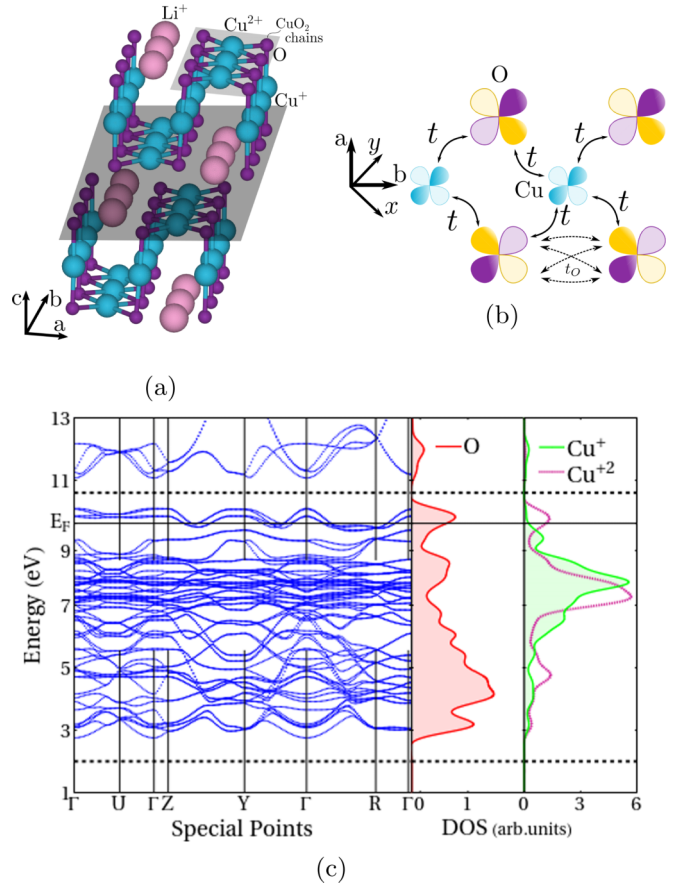 Li⁺
Cu²⁺
CuO₂
chains
O
Cu⁺
c
b
a
(a)
O
t
t
a
y
t
b
Cu
x
t
t
t
t_O
(b)
13
11
E_F
9
7
5
3
1
Energy (eV)
Γ U Γ Z Y Γ R Γ
Special Points
O
0 1
Cu⁺
Cu⁺²
0 3 6
DOS (arb.units)
(c)